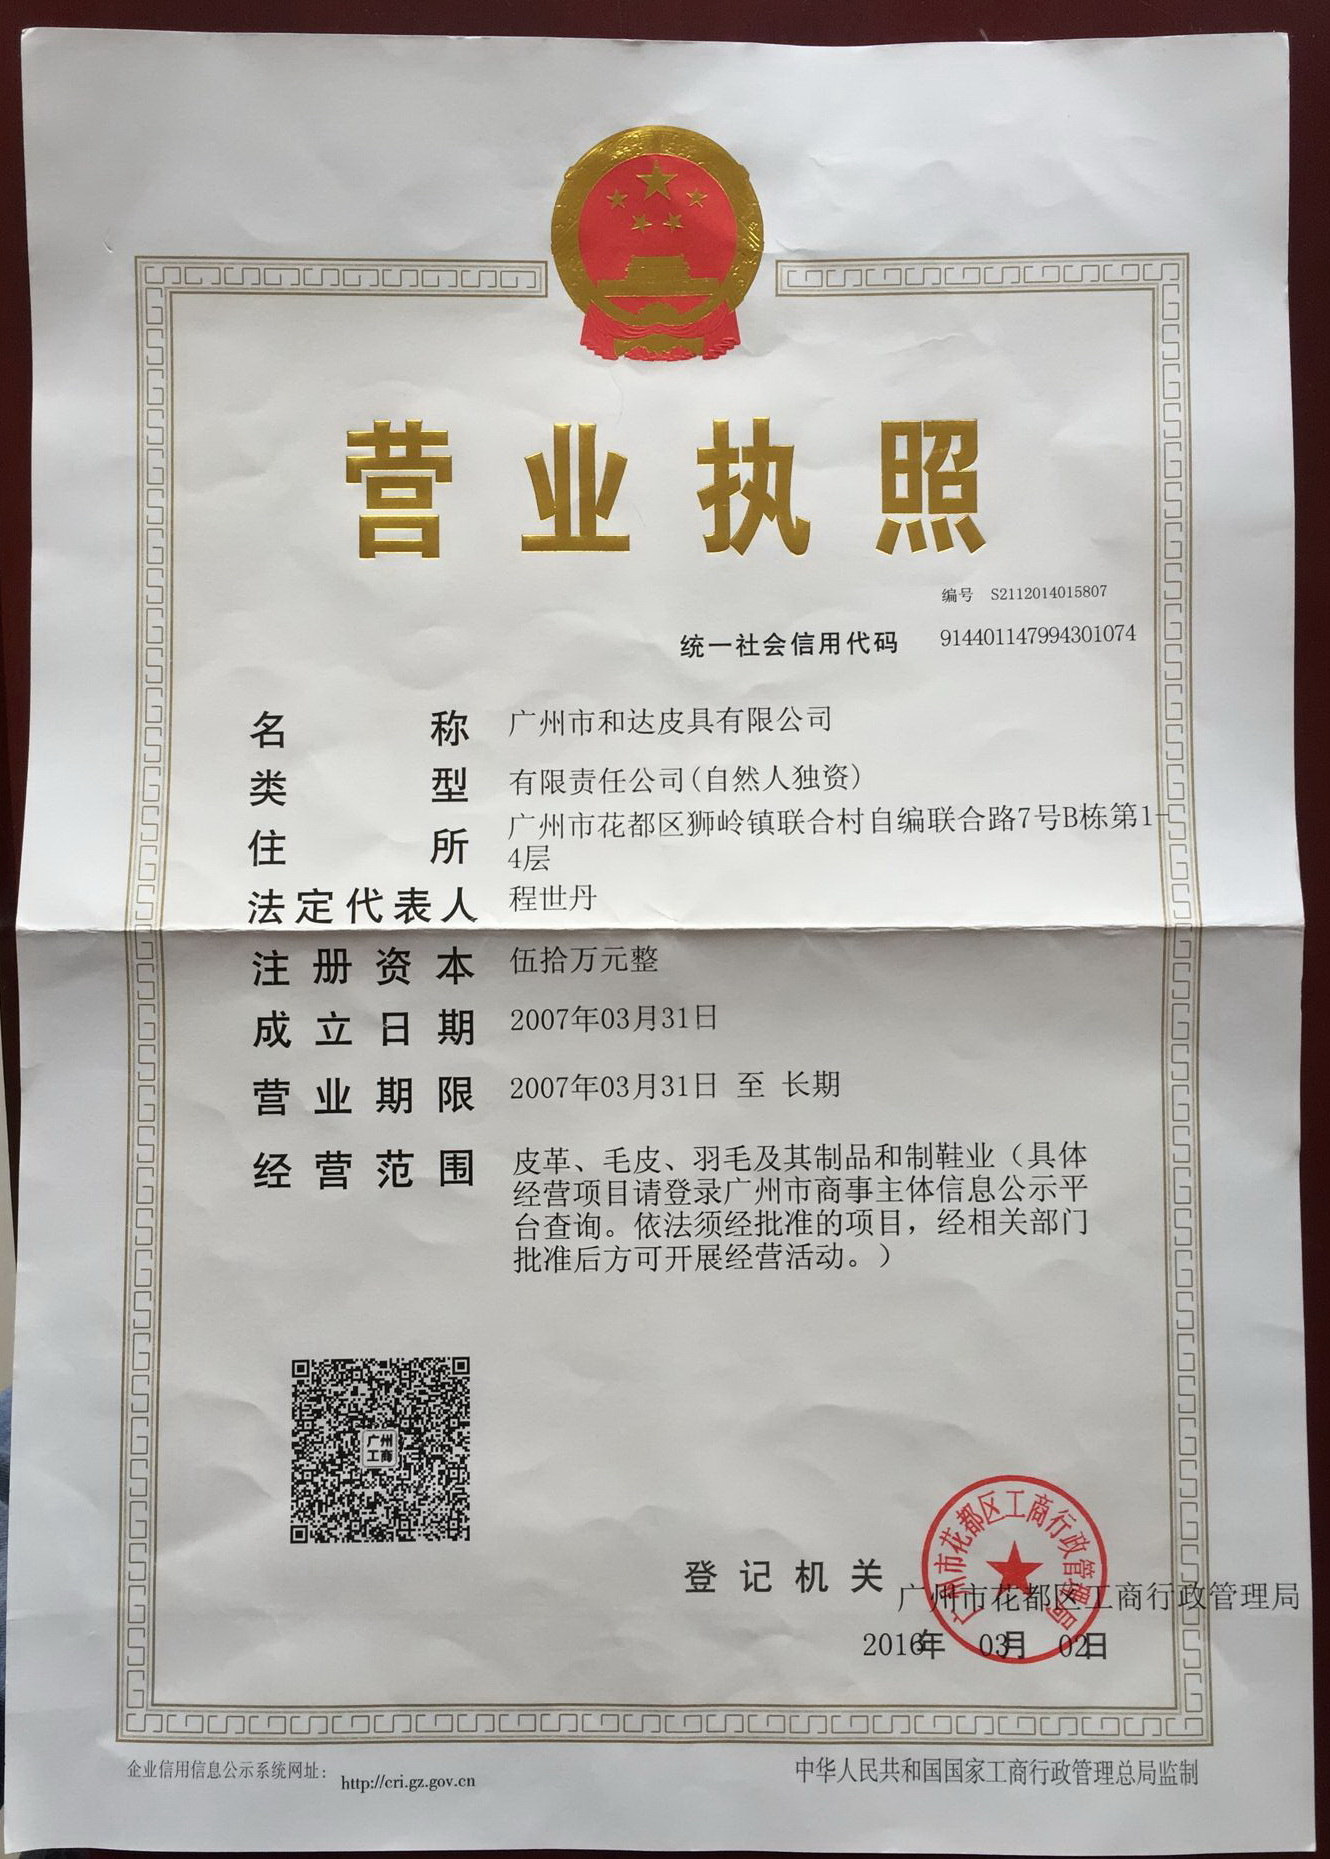 营业执照
编号 S2112014015807
统一社会信用代码 914401147994301074
名称 广州市和达皮具有限公司
类型 有限责任公司(自然人独资)
住所 广州市花都区狮岭镇联合村自编联合路7号B栋第1-
4层
法定代表人 程世丹
注册资本 伍拾万元整
成立日期 2007年03月31日
营业期限 2007年03月31日 至 长期
经营范围 皮革、毛皮、羽毛及其制品和制鞋业（具体
经营项目请登录广州市商事主体信息公示平
台查询。依法须经批准的项目，经相关部门
批准后方可开展经营活动。）
广州
工商
广州市花都区工商行政管理局
登记机关 广州市花都区工商行政管理局
2016年 03月 02日
企业信用信息公示系统网址： http://cri.gz.gov.cn
中华人民共和国国家工商行政管理总局监制